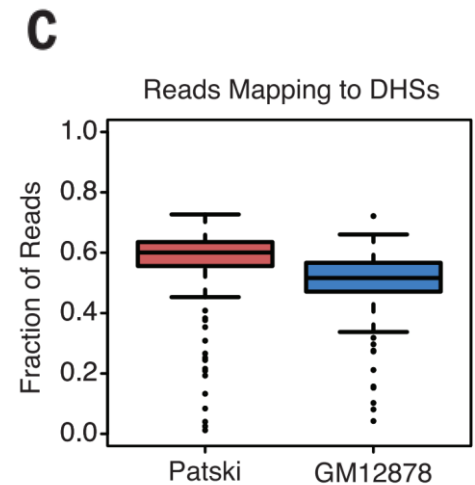 C
Reads Mapping to DHSs
Fraction of Reads
1.0
0.8
0.6
0.4
0.2
0.0
Patski
GM12878